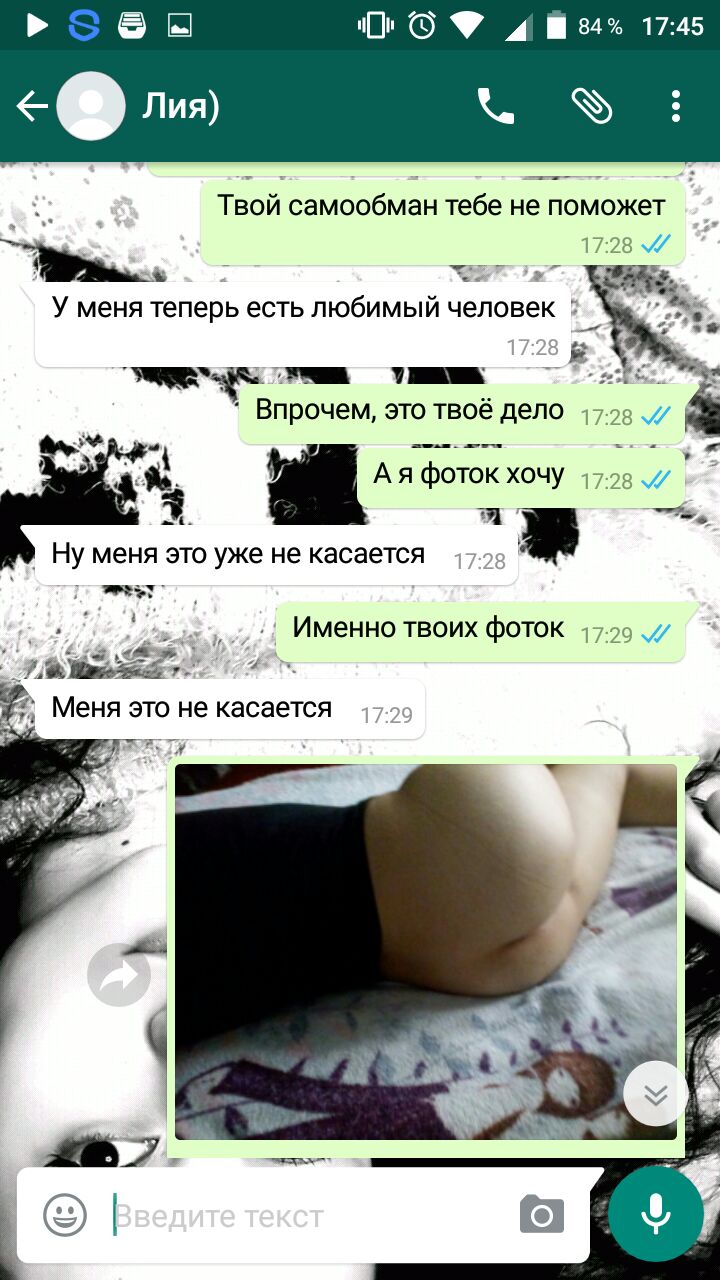 84 % 17:45
Лия)
Твой самообман тебе не поможет
17:28
У меня теперь есть любимый человек
17:28
Впрочем, это твоё дело 17:28
А я фоток хочу 17:28
Ну меня это уже не касается 17:28
Именно твоих фоток 17:29
Меня это не касается 17:29
Введите текст